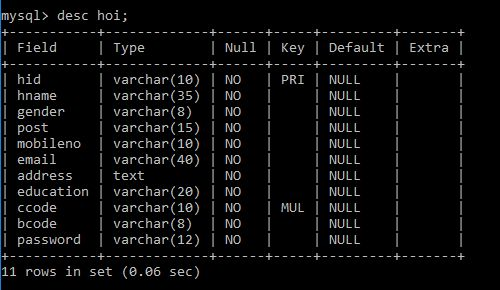 mysql> desc hoi;
+-----------+-------------+------+-----+---------+-------+
| Field     | Type        | Null | Key | Default | Extra |
+-----------+-------------+------+-----+---------+-------+
| hid       | varchar(10) | NO   | PRI | NULL    |       |
| hname     | varchar(35) | NO   |     | NULL    |       |
| gender    | varchar(8)  | NO   |     | NULL    |       |
| post      | varchar(15) | NO   |     | NULL    |       |
| mobileno  | varchar(10) | NO   |     | NULL    |       |
| email     | varchar(40) | NO   |     | NULL    |       |
| address   | text        | NO   |     | NULL    |       |
| education | varchar(20) | NO   |     | NULL    |       |
| ccode     | varchar(10) | NO   | MUL | NULL    |       |
| bcode     | varchar(8)  | NO   |     | NULL    |       |
| password  | varchar(12) | NO   |     | NULL    |       |
+-----------+-------------+------+-----+---------+-------+
11 rows in set (0.06 sec)